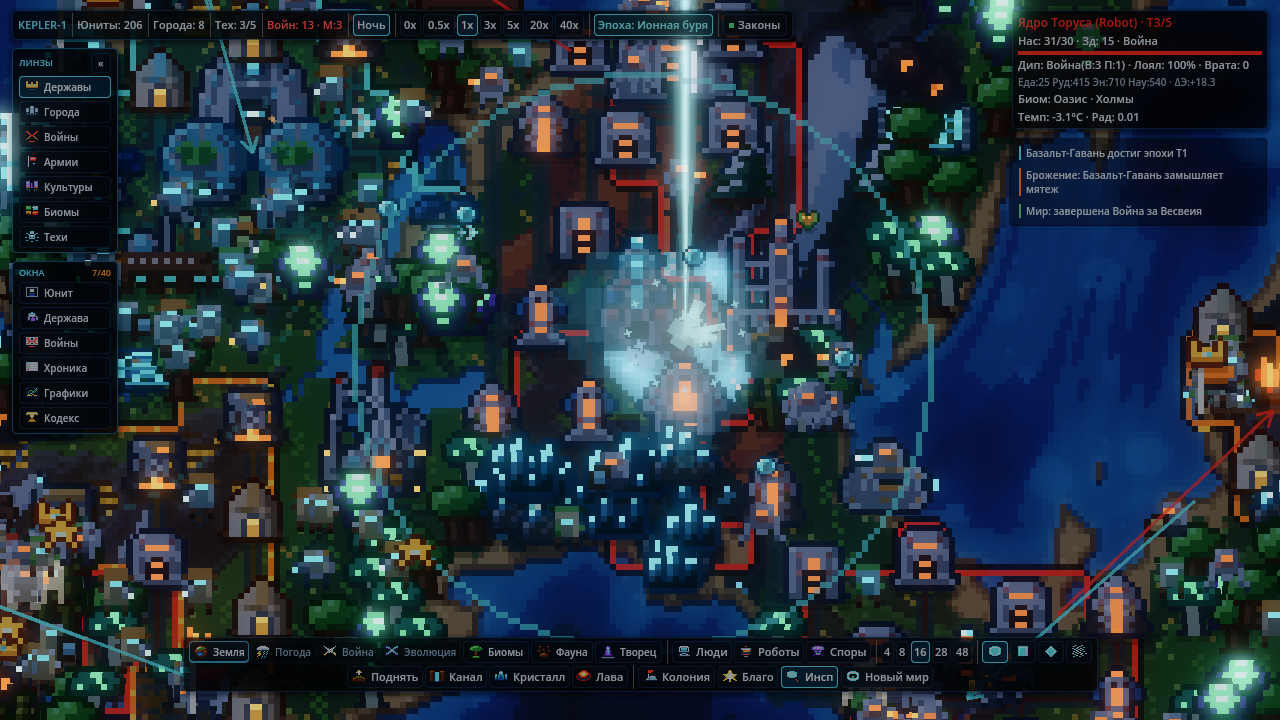 KEPLER-1 Юниты: 206 Города: 8 Тех: 3/5 Войн: 13 · М:3 Ночь 0x 0.5x 1x 3x 5x 20x 40x Эпоха: Ионная буря Законы
ЛИНЗЫ «
Державы
Города
Войны
Армии
Культуры
Биомы
Техи
ОКНА 7/40
Юнит
Держава
Войны
Хроника
Графики
Кодекс
Ядро Торуса (Robot) · T3/5
Нас: 31/30 · Зд: 15 · Война
Дип: Война(В:3 П:1) · Лоял: 100% · Врата: 0
Еда:25 Руд:415 Эн:710 Нау:540 · ΔЭ:+18.3
Биом: Оазис · Холмы
Темп: -3.1°C · Рад: 0.01
Базальт-Гавань достиг эпохи T1
Брожение: Базальт-Гавань замышляет
мятеж
Мир: завершена Война за Весвеия
Земля Погода Война Эволюция Биомы Фауна Творец Люди Роботы Споры 4 8 16 28 48
Поднять Канал Кристалл Лава Колония Благо Инсп Новый мир